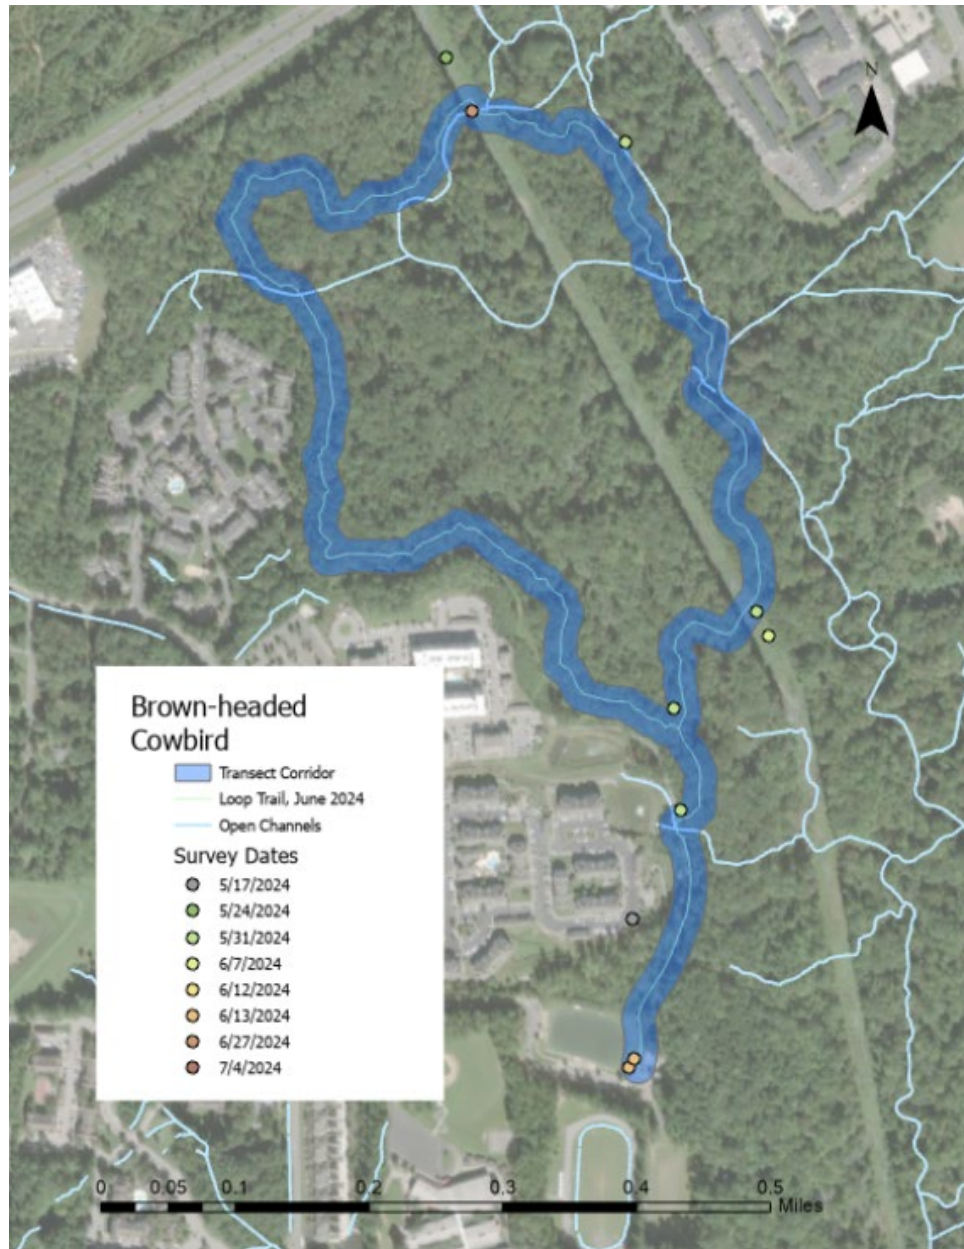 N
Brown-headed
Cowbird
Transect Corridor
Loop Trail, June 2024
Open Channels
Survey Dates
5/17/2024
5/24/2024
5/31/2024
6/7/2024
6/12/2024
6/13/2024
6/27/2024
7/4/2024
0 0.05 0.1 0.2 0.3 0.4 0.5
Miles